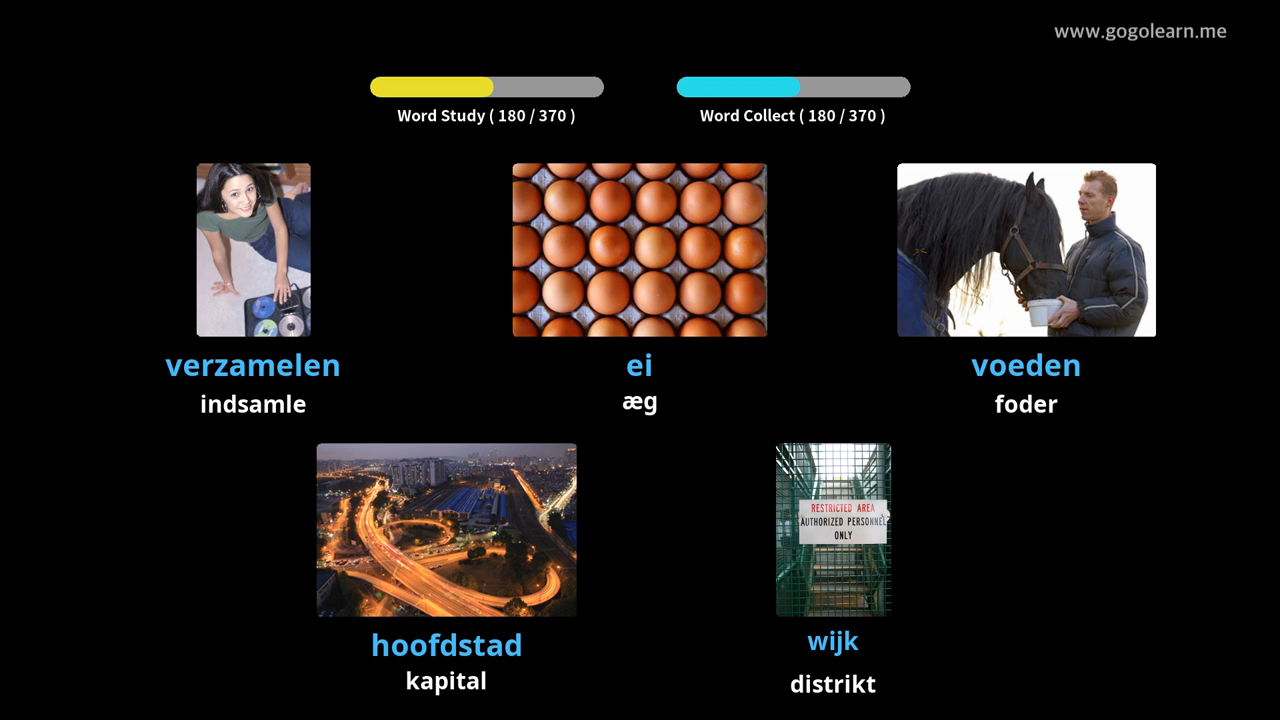 www.gogolearn.me
Word Study ( 180 / 370 )
Word Collect ( 180 / 370 )
verzamelen
indsamle
ei
æg
voeden
foder
hoofdstad
kapital
RESTRICTED AREA
AUTHORIZED PERSONNEL
ONLY
wijk
distrikt